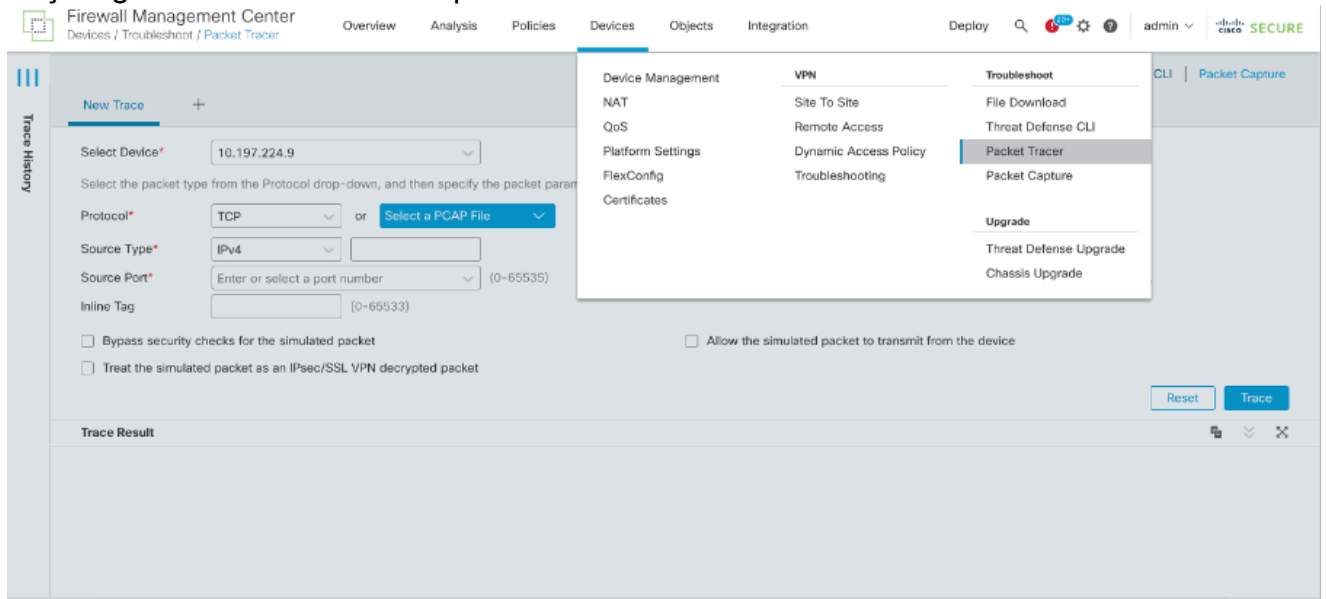 Firewall Management Center
Devices / Troubleshoot / Packet Tracer
Overview Analysis Policies Devices Objects Integration Deploy 20+ admin cisco SECURE
CLI | Packet Capture
Trace History
New Trace +
Device Management
NAT
QoS
Platform Settings
FlexConfig
Certificates
VPN
Site To Site
Remote Access
Dynamic Access Policy
Troubleshooting
Troubleshoot
File Download
Threat Defense CLI
Packet Tracer
Packet Capture
Upgrade
Threat Defense Upgrade
Chassis Upgrade
Select Device* 10.197.224.9
Select the packet type from the Protocol drop-down, and then specify the packet param
Protocol* TCP or Select a PCAP File
Source Type* IPv4
Source Port* Enter or select a port number (0-65535)
Inline Tag (0-65533)
Bypass security checks for the simulated packet
Allow the simulated packet to transmit from the device
Treat the simulated packet as an IPsec/SSL VPN decrypted packet
Reset Trace
Trace Result